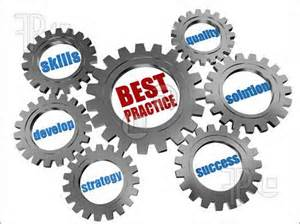 skills
quality
BEST
PRACTICE
solution
develop
strategy
success